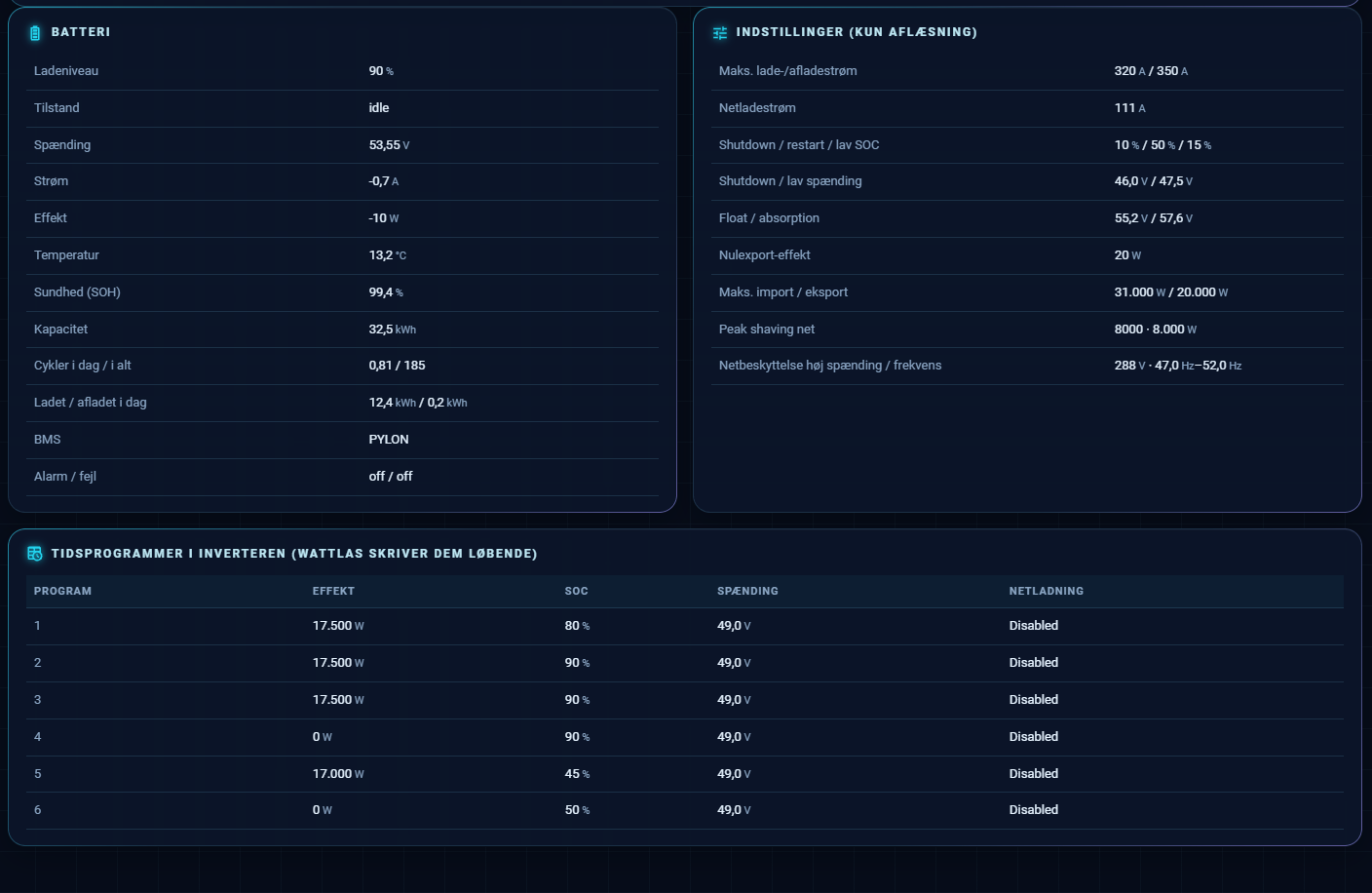 BATTERI
Ladeniveau 90 %
Tilstand idle
Spænding 53,55 V
Strøm -0,7 A
Effekt -10 W
Temperatur 13,2 °C
Sundhed (SOH) 99,4 %
Kapacitet 32,5 kWh
Cykler i dag / i alt 0,81 / 185
Ladet / afladet i dag 12,4 kWh / 0,2 kWh
BMS PYLON
Alarm / fejl off / off
INDSTILLINGER (KUN AFLÆSNING)
Maks. lade-/afladestrøm 320 A / 350 A
Netladestrøm 111 A
Shutdown / restart / lav SOC 10 % / 50 % / 15 %
Shutdown / lav spænding 46,0 V / 47,5 V
Float / absorption 55,2 V / 57,6 V
Nulexport-effekt 20 W
Maks. import / eksport 31.000 W / 20.000 W
Peak shaving net 8000 · 8.000 W
Netbeskyttelse høj spænding / frekvens 288 V · 47,0 Hz–52,0 Hz
TIDSPROGRAMMER I INVERTEREN (WATTLAS SKRIVER DEM LØBENDE)
PROGRAM EFFEKT SOC SPÆNDING NETLADNING
1 17.500 W 80 % 49,0 V Disabled
2 17.500 W 90 % 49,0 V Disabled
3 17.500 W 90 % 49,0 V Disabled
4 0 W 90 % 49,0 V Disabled
5 17.000 W 45 % 49,0 V Disabled
6 0 W 50 % 49,0 V Disabled